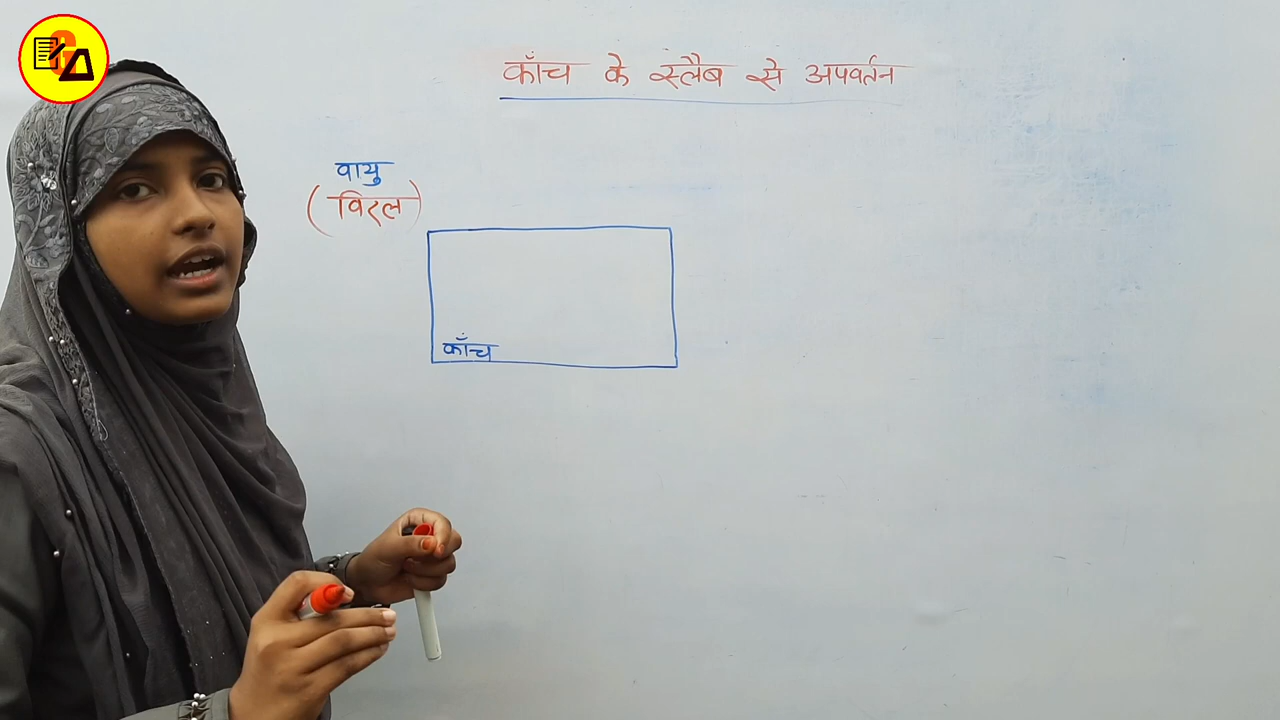 काँच के स्लैब से अपवर्तन
वायु
(विरल)
काँच